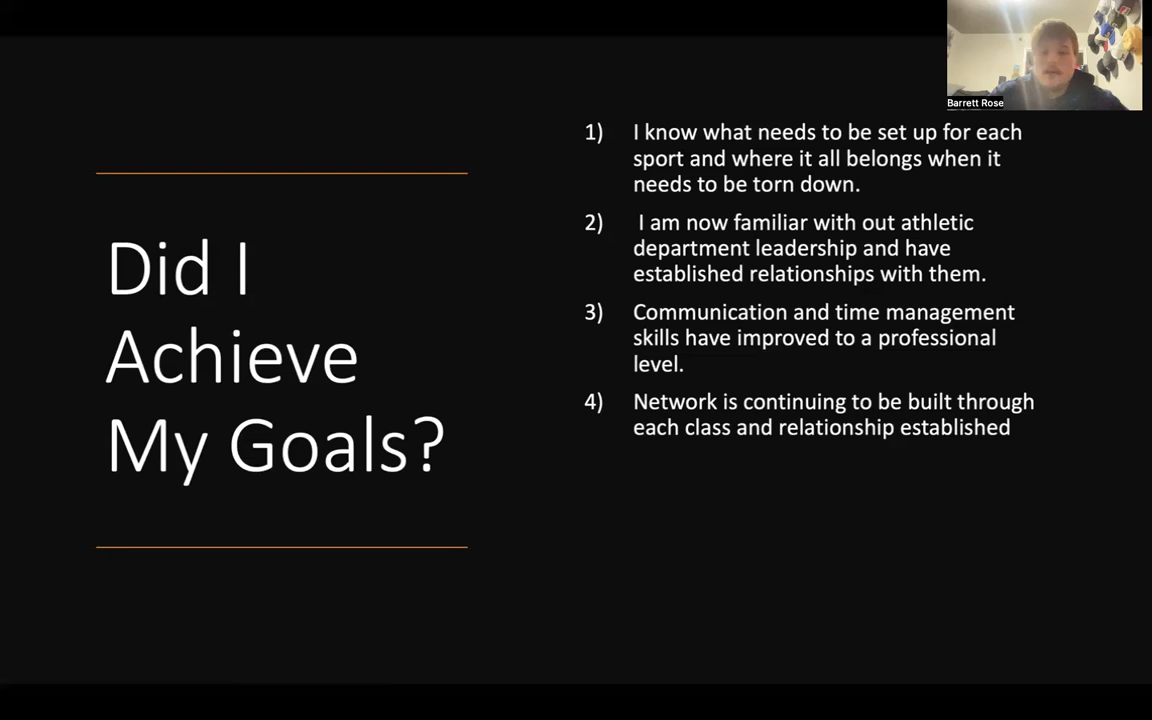 Barrett Rose
Did I
Achieve
My Goals?
1) I know what needs to be set up for each
sport and where it all belongs when it
needs to be torn down.
2) I am now familiar with out athletic
department leadership and have
established relationships with them.
3) Communication and time management
skills have improved to a professional
level.
4) Network is continuing to be built through
each class and relationship established